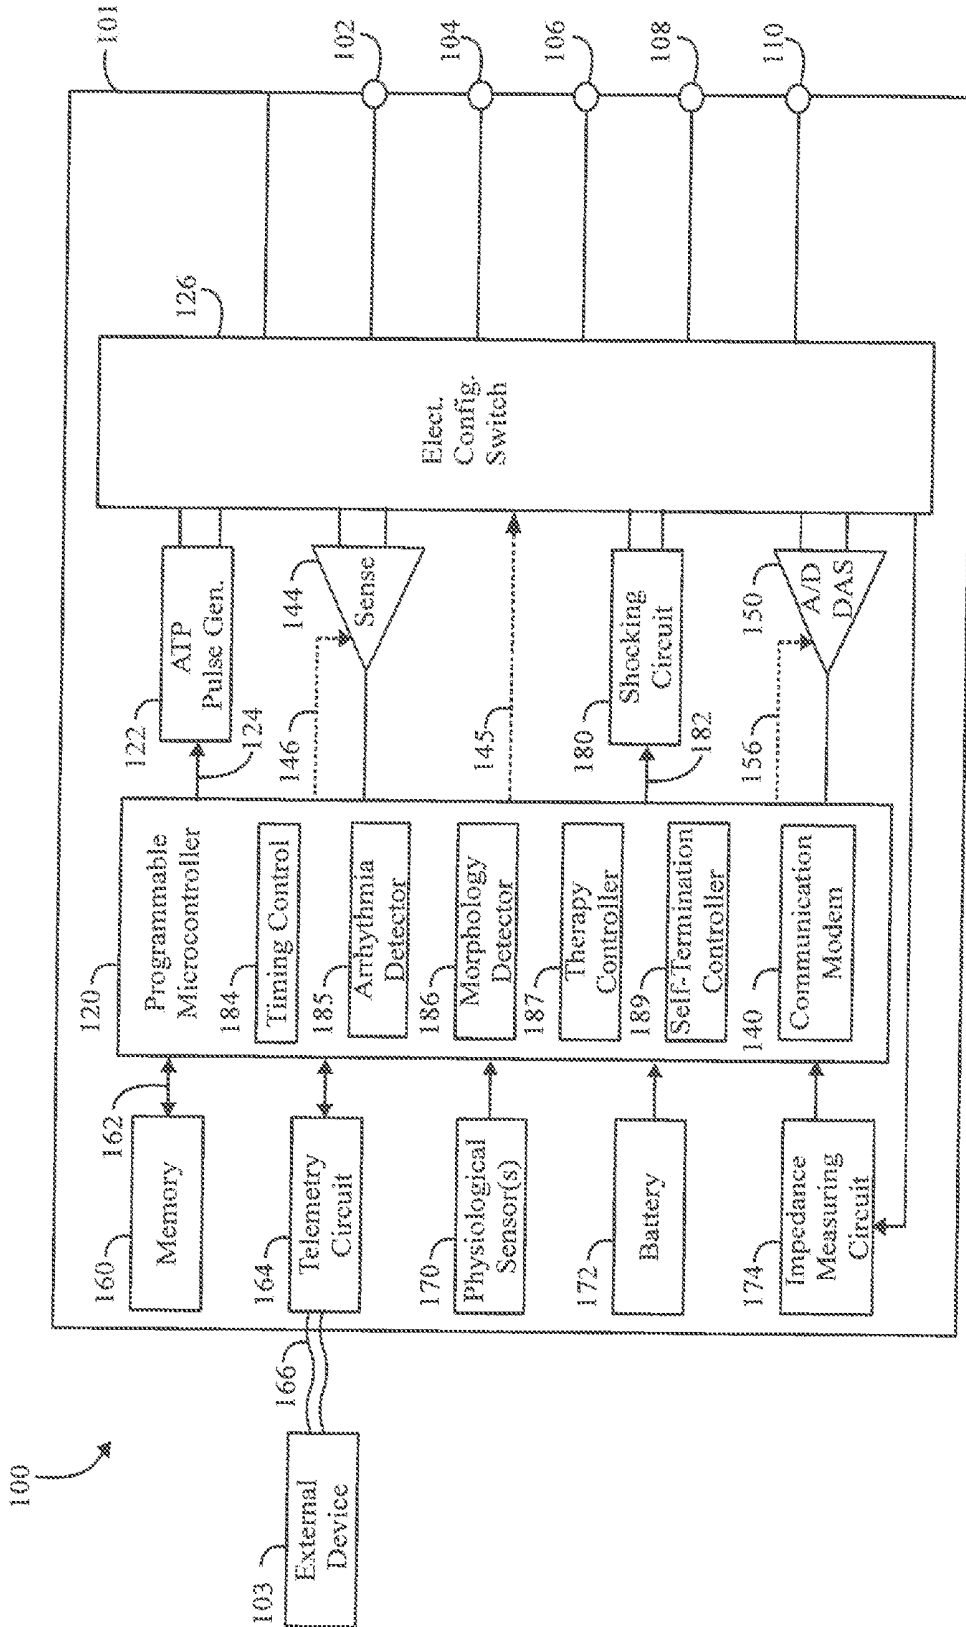 100
101
103
External
Device
166
160
Memory
162
164
Telemetry
Circuit
170
Physiological
Sensor(s)
172
Battery
174
Impedance
Measuring
Circuit
120
Programmable
Microcontroller
184
Timing Control
185
Arrhythmia
Detector
186
Morphology
Detector
187
Therapy
Controller
189
Self-Termination
Controller
140
Communication
Modem
122
124
ATP
Pulse Gen.
146
144
Sense
145
180
182
Shocking
Circuit
156
150
A/D
DAS
126
Elect.
Config.
Switch
102
104
106
108
110